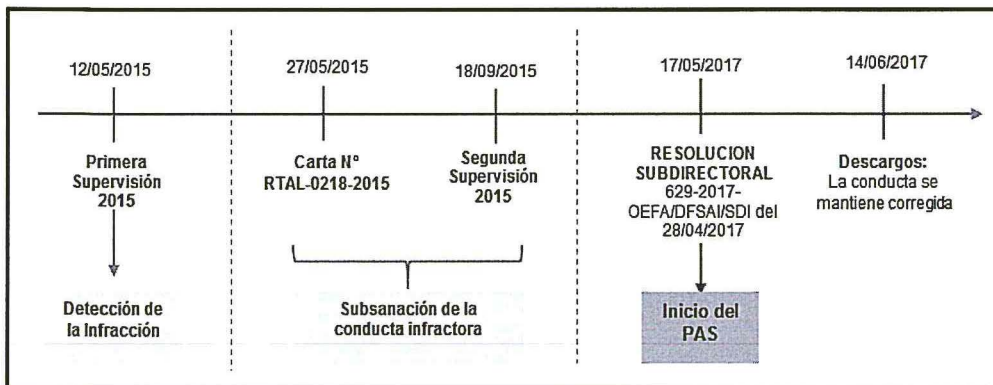 12/05/2015
27/05/2015
18/09/2015
17/05/2017
14/06/2017
Primera
Supervisión
2015
Carta Nº
RTAL-0218-2015
Segunda
Supervisión
2015
RESOLUCION
SUBDIRECTORAL
629-2017-
OEFA/DFSAI/SDI del
28/04/2017
Descargos:
La conducta se
mantiene corregida
Detección de
la Infracción
Subsanación de la
conducta infractora
Inicio del
PAS